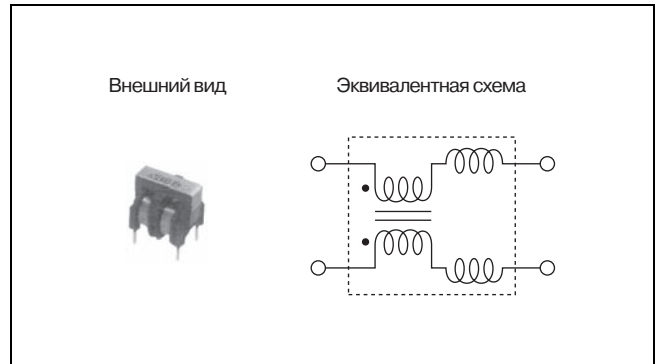 Внешний вид
Эквивалентная схема